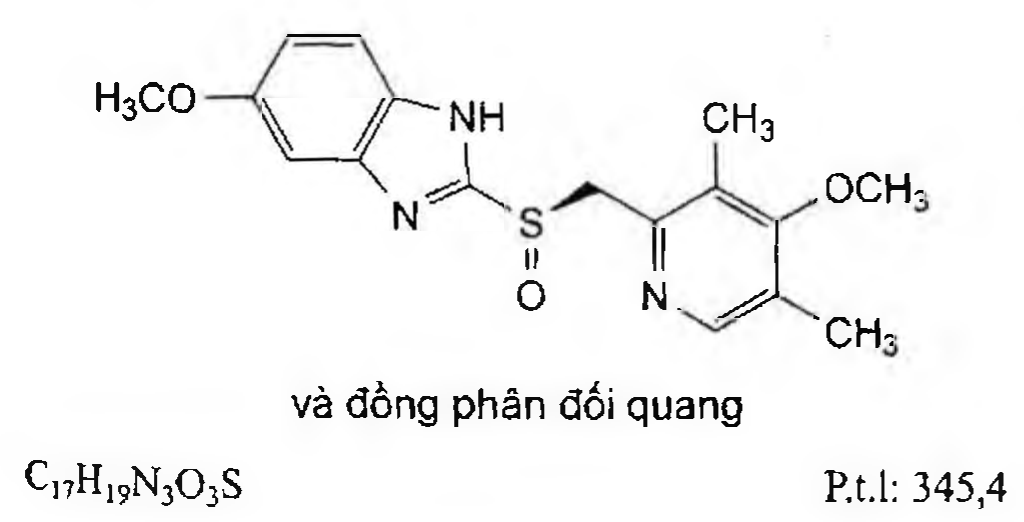 H₃CO
NH
N
S
O
N
CH₃
OCH₃
CH₃
và đồng phân đối quang
C₁₇H₁₉N₃O₃S
P.t.l: 345,4